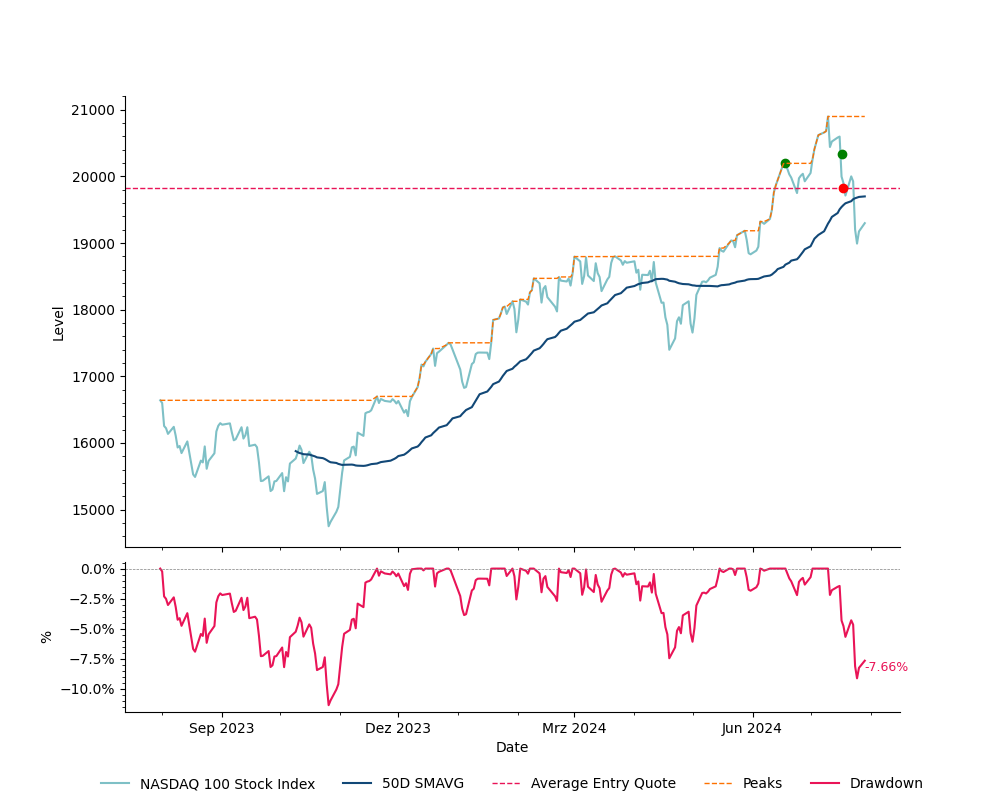 21000
20000
19000
18000
17000
16000
15000
Level
0.0%
−2.5%
−5.0%
−7.5%
−10.0%
%
-7.66%
Sep 2023
Dez 2023
Mrz 2024
Jun 2024
Date
NASDAQ 100 Stock Index
50D SMAVG
Average Entry Quote
Peaks
Drawdown